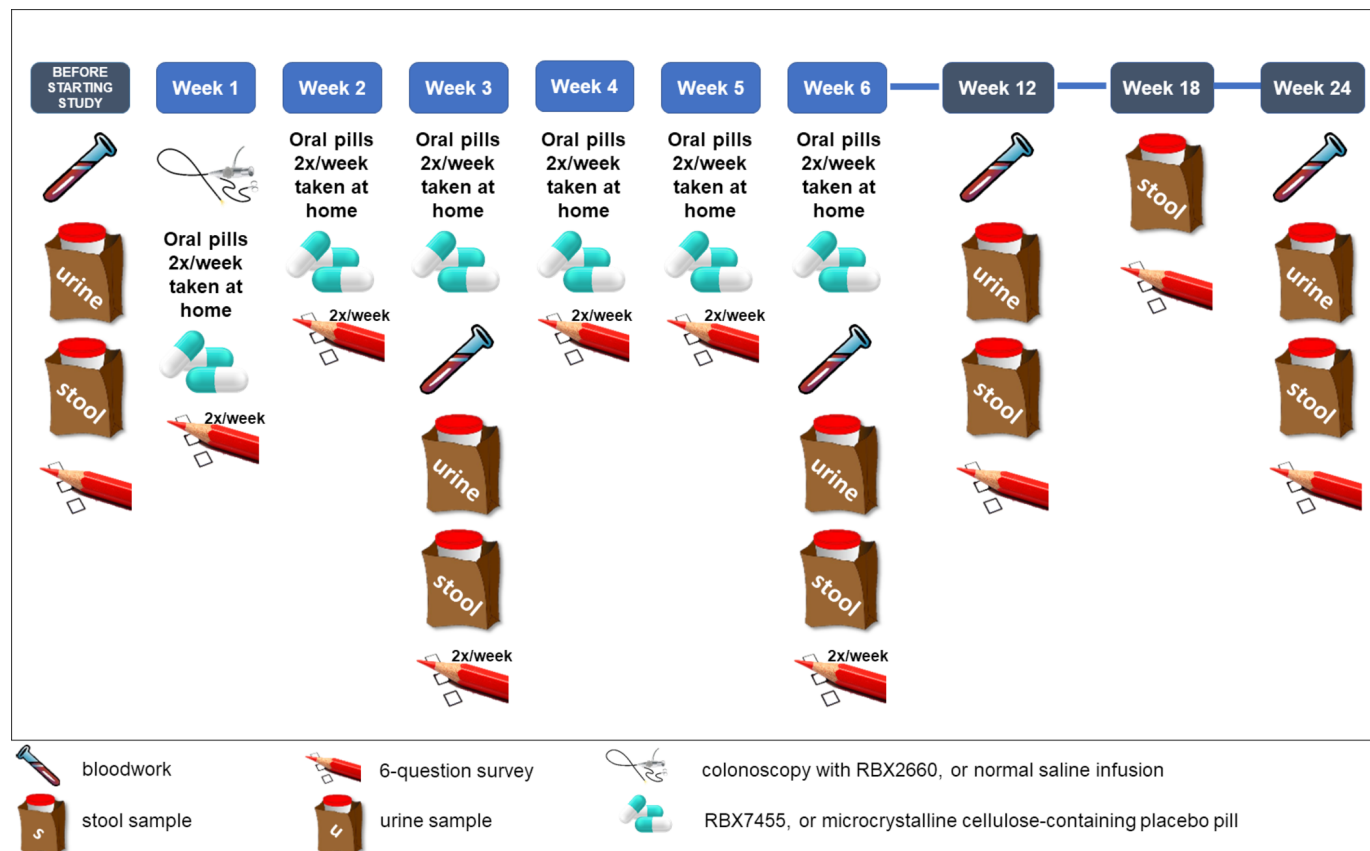 BEFORE
STARTING
STUDY
Week 1
Week 2
Week 3
Week 4
Week 5
Week 6
Week 12
Week 18
Week 24
Oral pills
2x/week
taken at
home
2x/week
Oral pills
2x/week
taken at
home
2x/week
Oral pills
2x/week
taken at
home
2x/week
Oral pills
2x/week
taken at
home
2x/week
Oral pills
2x/week
taken at
home
2x/week
Oral pills
2x/week
taken at
home
2x/week
urine
stool
urine
stool
urine
stool
urine
stool
stool
urine
stool
bloodwork
6-question survey
colonoscopy with RBX2660, or normal saline infusion
s
stool sample
u
urine sample
RBX7455, or microcrystalline cellulose-containing placebo pill